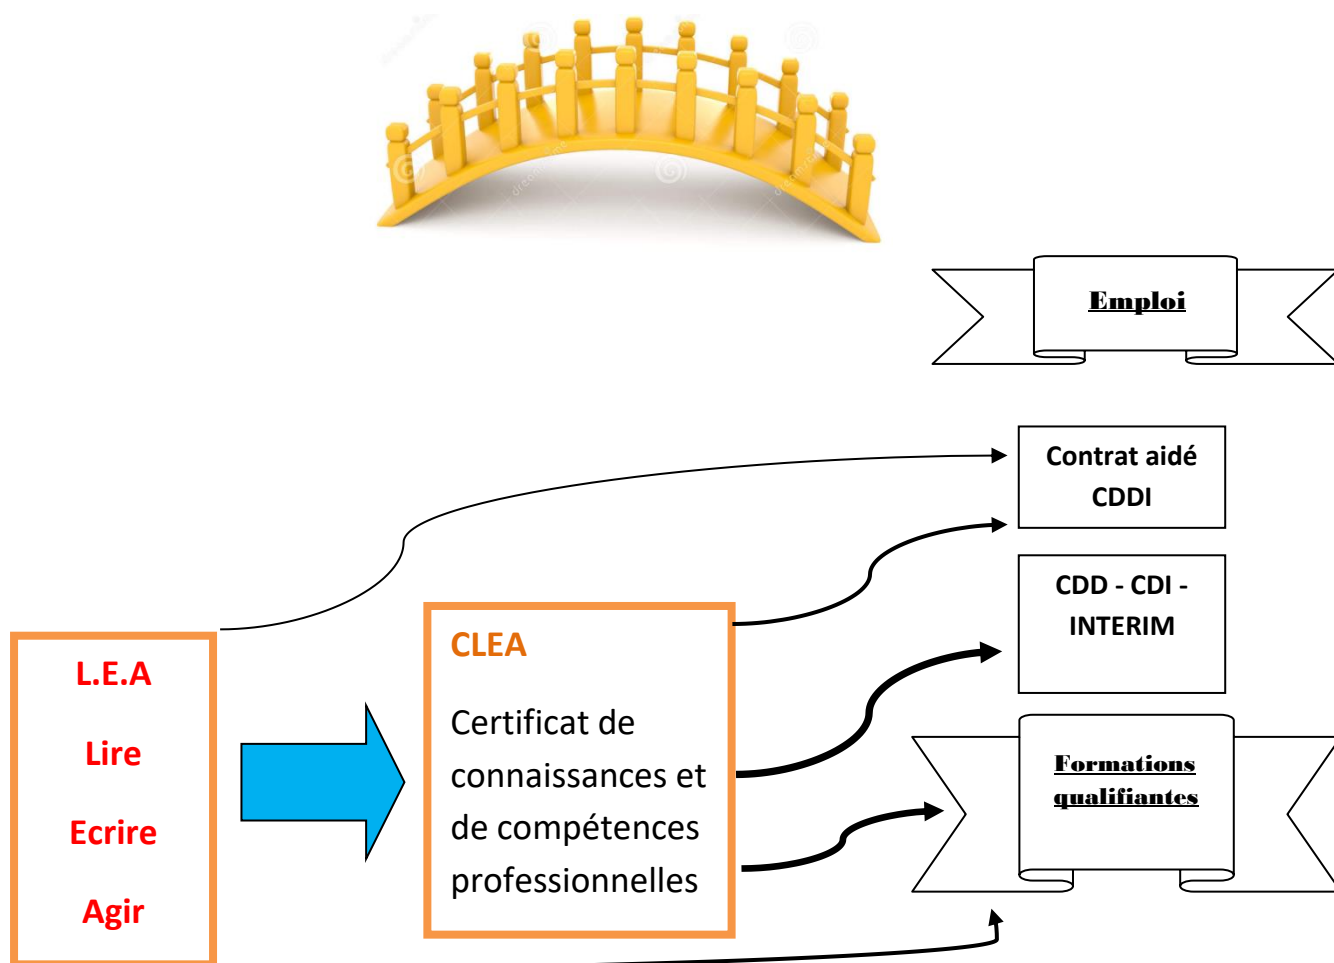 Emploi
Contrat aidé
CDDI
CDD - CDI -
INTERIM
L.E.A
Lire
Ecrire
Agir
CLEA
Certificat de
connaissances et
de compétences
professionnelles
Formations
qualifiantes